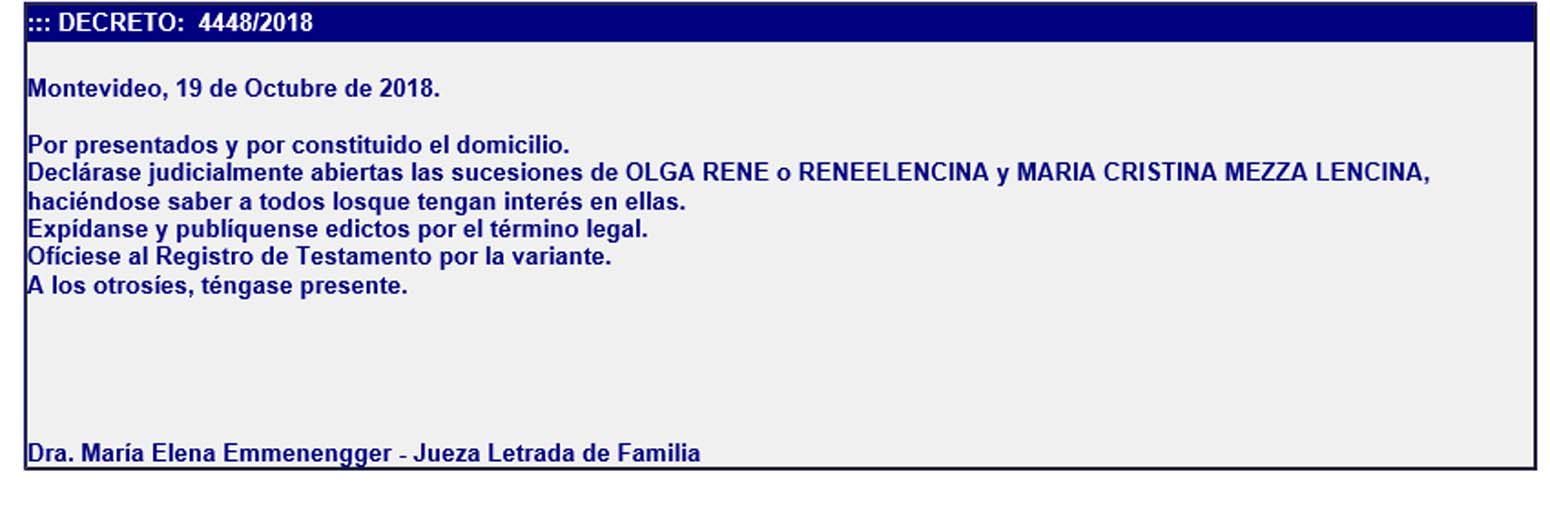 ::: DECRETO: 4448/2018
Montevideo, 19 de Octubre de 2018.
Por presentados y por constituido el domicilio.
Declárase judicialmente abiertas las sucesiones de OLGA RENE o RENEELENCINA y MARIA CRISTINA MEZZA LENCINA,
haciéndose saber a todos losque tengan interés en ellas.
Expídanse y publíquense edictos por el término legal.
Ofíciese al Registro de Testamento por la variante.
A los otrosíes, téngase presente.
Dra. María Elena Emmenengger - Jueza Letrada de Familia